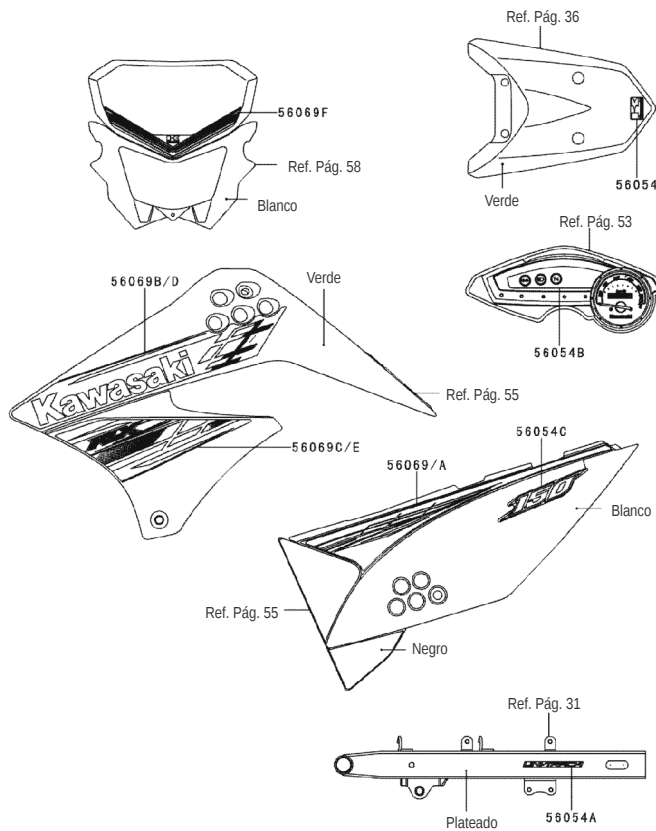 Ref. Pág. 36
56069F
Ref. Pág. 58
56054
Blanco
Verde
Ref. Pág. 53
56069B/D
Verde
56054B
Kawasaki
Ref. Pág. 55
56069C/E
56054C
56069/A
150
Blanco
Ref. Pág. 55
Negro
Ref. Pág. 31
Plateado
56054A